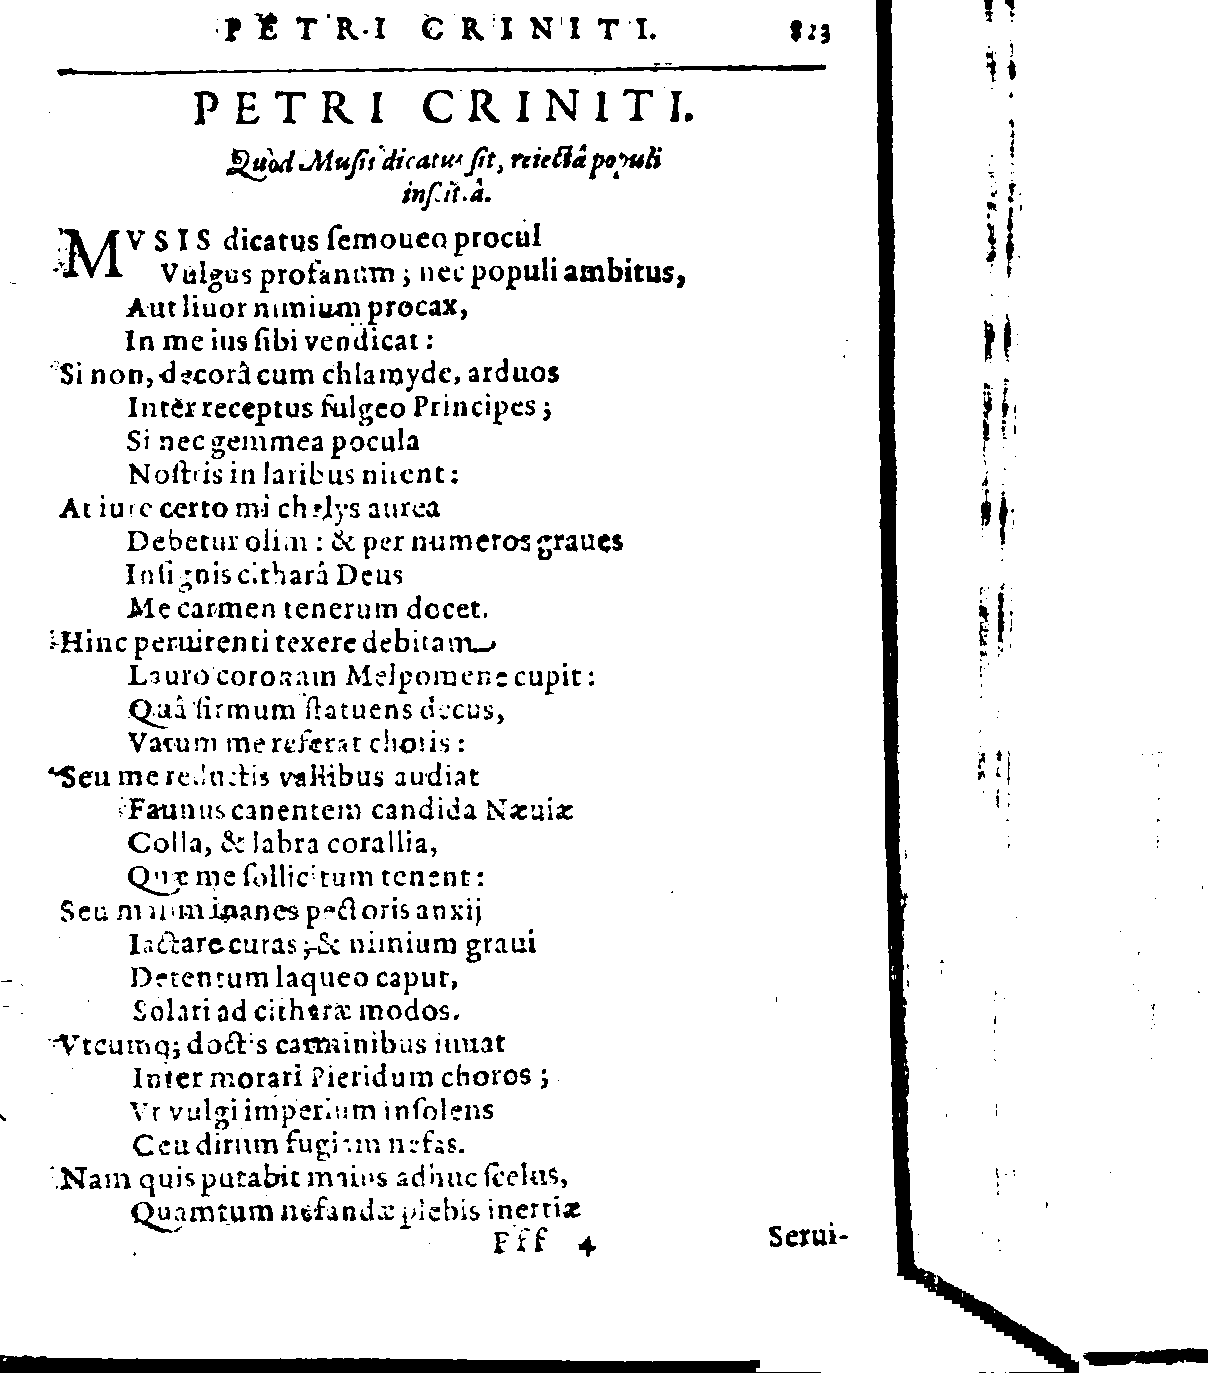 PETRI CRINITI. 823
PETRI CRINITI.
Quòd Musis dicatus sit, reiectâ populi
inscitiâ.
MVSIS dicatus semoueo procul
Vulgus profanum; nec populi ambitus,
Aut liuor nimium procax,
In me ius sibi vendicat:
Si non, decorâ cum chlamyde, arduos
Inter receptus fulgeo Principes;
Si nec gemmea pocula
Nostris in laribus nitent:
At iure certo mi chelys aurea
Debetur olim: & per numeros graues
Insignis citharâ Deus
Me carmen tenerum docet.
Hinc peruirenti texere debitam
Lauro coronam Melpomene cupit:
Quâ firmum statuens decus,
Vatum me referat choris:
Seu me reductis vallibus audiat
Faunus canentem candida Næuiæ
Colla, & labra corallia,
Quæ me sollicitum tenent:
Seu malim inanes pectoris anxij
Iactare curas; & nimium graui
Detentum laqueo caput,
Solari ad citharæ modos.
Vtcumq; doctis carminibus iuuat
Inter morari Pieridum choros;
Vt vulgi imperium insolens
Ceu dirum fugiam nefas.
Nam quis putabit maius adhuc scelus,
Quamtum nefandæ plebis inertiæ
Fff 4 Serui-